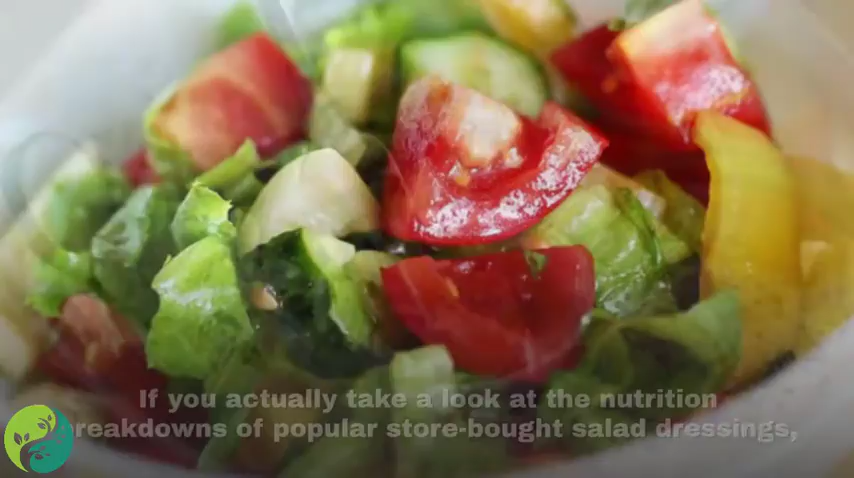 If you actually take a look at the nutrition
breakdowns of popular store-bought salad dressings,